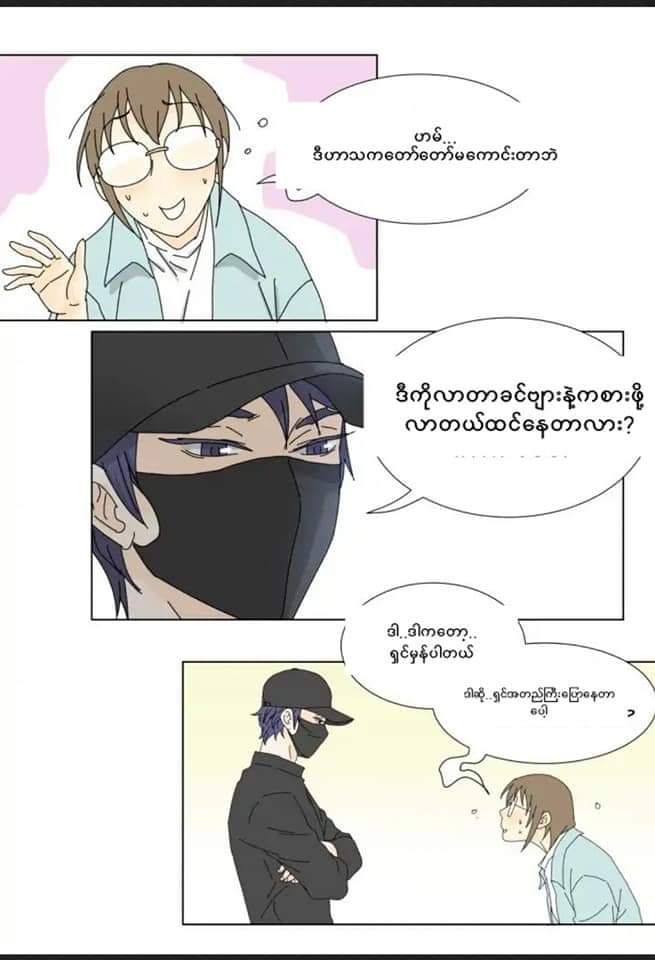 ဟမ်...
ဒီဟာသကတော်တော်မကောင်းတာဘဲ
ဒီကိုလာတာခင်ဗျားနဲ့ကစားဖို့
လာတယ်ထင်နေတာလား?
ဒါ..ဒါကတော့..
ရှင်မှန်ပါတယ်
ဒါဆို..ရှင်အတည်ကြီးပြောနေတာ
ပေါ့ ?